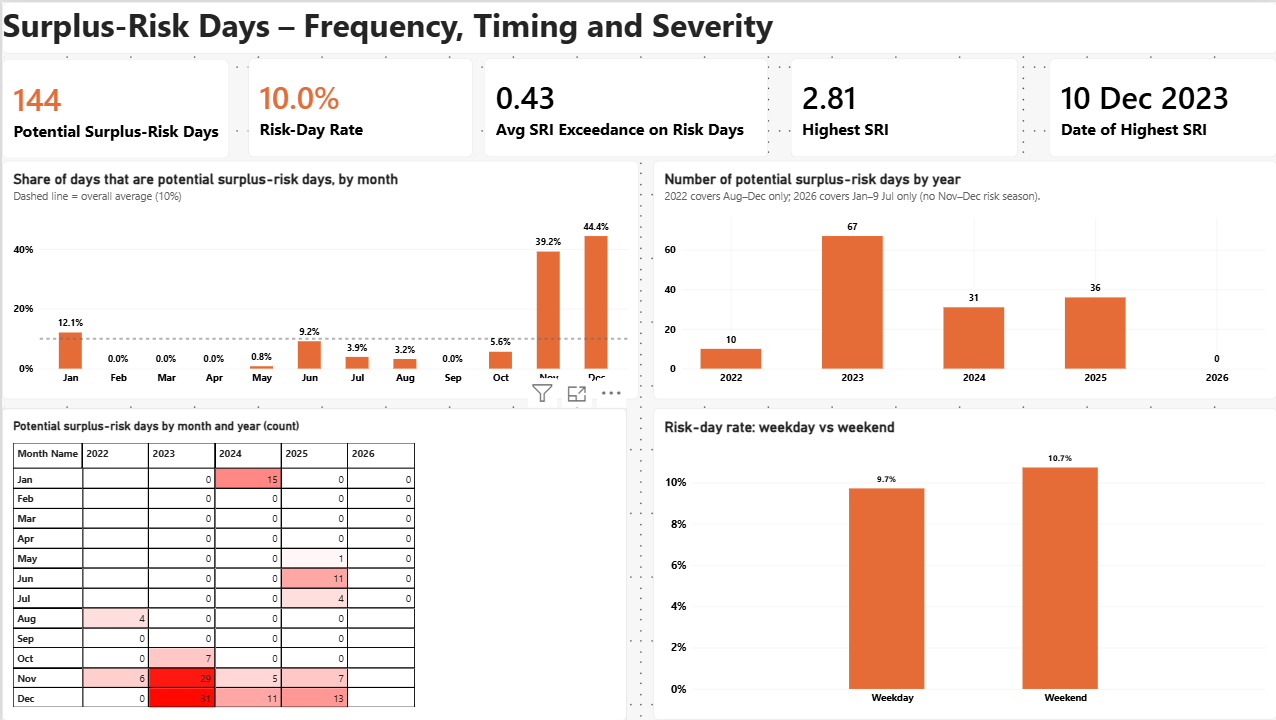 Surplus-Risk Days – Frequency, Timing and Severity
144
Potential Surplus-Risk Days
10.0%
Risk-Day Rate
0.43
Avg SRI Exceedance on Risk Days
2.81
Highest SRI
10 Dec 2023
Date of Highest SRI
Share of days that are potential surplus-risk days, by month
Dashed line = overall average (10%)
40%
20%
0%
12.1%
0.0%
0.0%
0.0%
0.8%
9.2%
3.9%
3.2%
0.0%
5.6%
39.2%
44.4%
Jan Feb Mar Apr May Jun Jul Aug Sep Oct Nov Dec
Number of potential surplus-risk days by year
2022 covers Aug–Dec only; 2026 covers Jan–9 Jul only (no Nov–Dec risk season).
60
40
20
0
10
67
31
36
0
2022 2023 2024 2025 2026
Potential surplus-risk days by month and year (count)
Month Name 2022 2023 2024 2025 2026
Jan 0 15 0 0
Feb 0 0 0 0
Mar 0 0 0 0
Apr 0 0 0 0
May 0 0 1 0
Jun 0 0 11 0
Jul 0 0 4 0
Aug 4 0 0 0
Sep 0 0 0 0
Oct 0 7 0 0
Nov 6 29 5 7
Dec 0 31 11 13
Risk-day rate: weekday vs weekend
10%
8%
6%
4%
2%
0%
9.7%
10.7%
Weekday Weekend